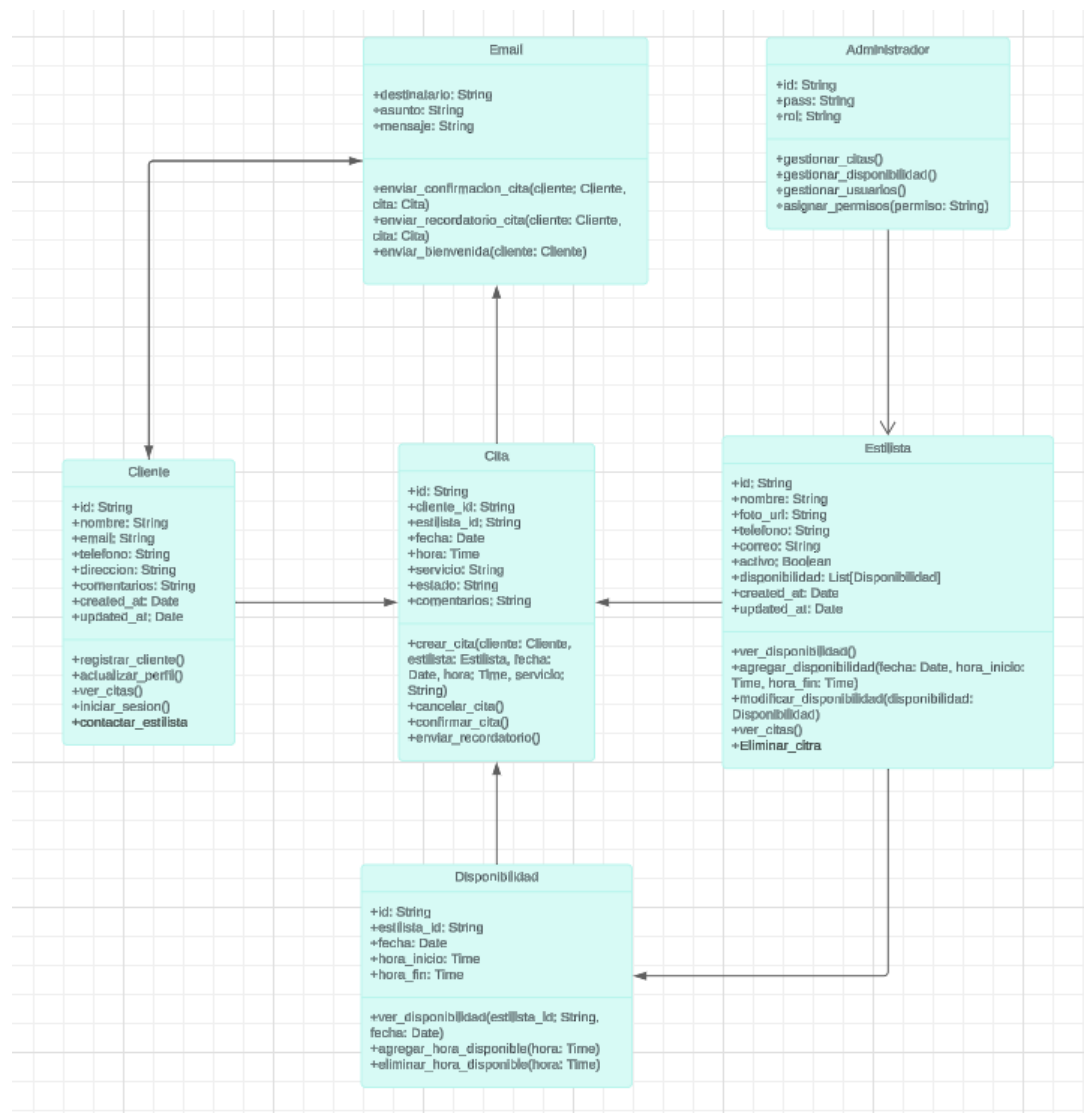 Email
+destinatario: String
+asunto: String
+mensaje: String
+enviar_confirmacion_cita(cliente: Cliente,
cita: Cita)
+enviar_recordatorio_cita(cliente: Cliente,
cita: Cita)
+enviar_bienvenida(cliente: Cliente)
Administrador
+id: String
+pass: String
+rol: String
+gestionar_citas()
+gestionar_disponibilidad()
+gestionar_usuarios()
+asignar_permisos(permiso: String)
Cliente
+id: String
+nombre: String
+email: String
+telefono: String
+direccion: String
+comentarios: String
+created_at: Date
+updated_at: Date
+registrar_cliente()
+actualizar_perfil()
+ver_citas()
+iniciar_sesion()
+contactar_estilista
Cita
+id: String
+cliente_id: String
+estilista_id: String
+fecha: Date
+hora: Time
+servicio: String
+estado: String
+comentarios: String
+crear_cita(cliente: Cliente,
estilista: Estilista, fecha:
Date, hora: Time, servicio:
String)
+cancelar_cita()
+confirmar_cita()
+enviar_recordatorio()
Estilista
+id: String
+nombre: String
+foto_url: String
+telefono: String
+correo: String
+activo: Boolean
+disponibilidad: List[Disponibilidad]
+created_at: Date
+updated_at: Date
+ver_disponibilidad()
+agregar_disponibilidad(fecha: Date, hora_inicio:
Time, hora_fin: Time)
+modificar_disponibilidad(disponibilidad:
Disponibilidad)
+ver_citas()
+Eliminar_citra
Disponibilidad
+id: String
+estilista_id: String
+fecha: Date
+hora_inicio: Time
+hora_fin: Time
+ver_disponibilidad(estilista_id: String,
fecha: Date)
+agregar_hora_disponible(hora: Time)
+eliminar_hora_disponible(hora: Time)